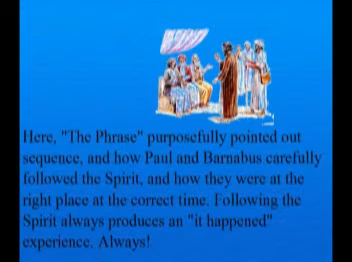 Here, "The Phrase" purposefully pointed out
sequence, and how Paul and Barnabus carefully
followed the Spirit, and how they were at the
right place at the correct time. Following the
Spirit always produces an "it happened"
experience. Always!